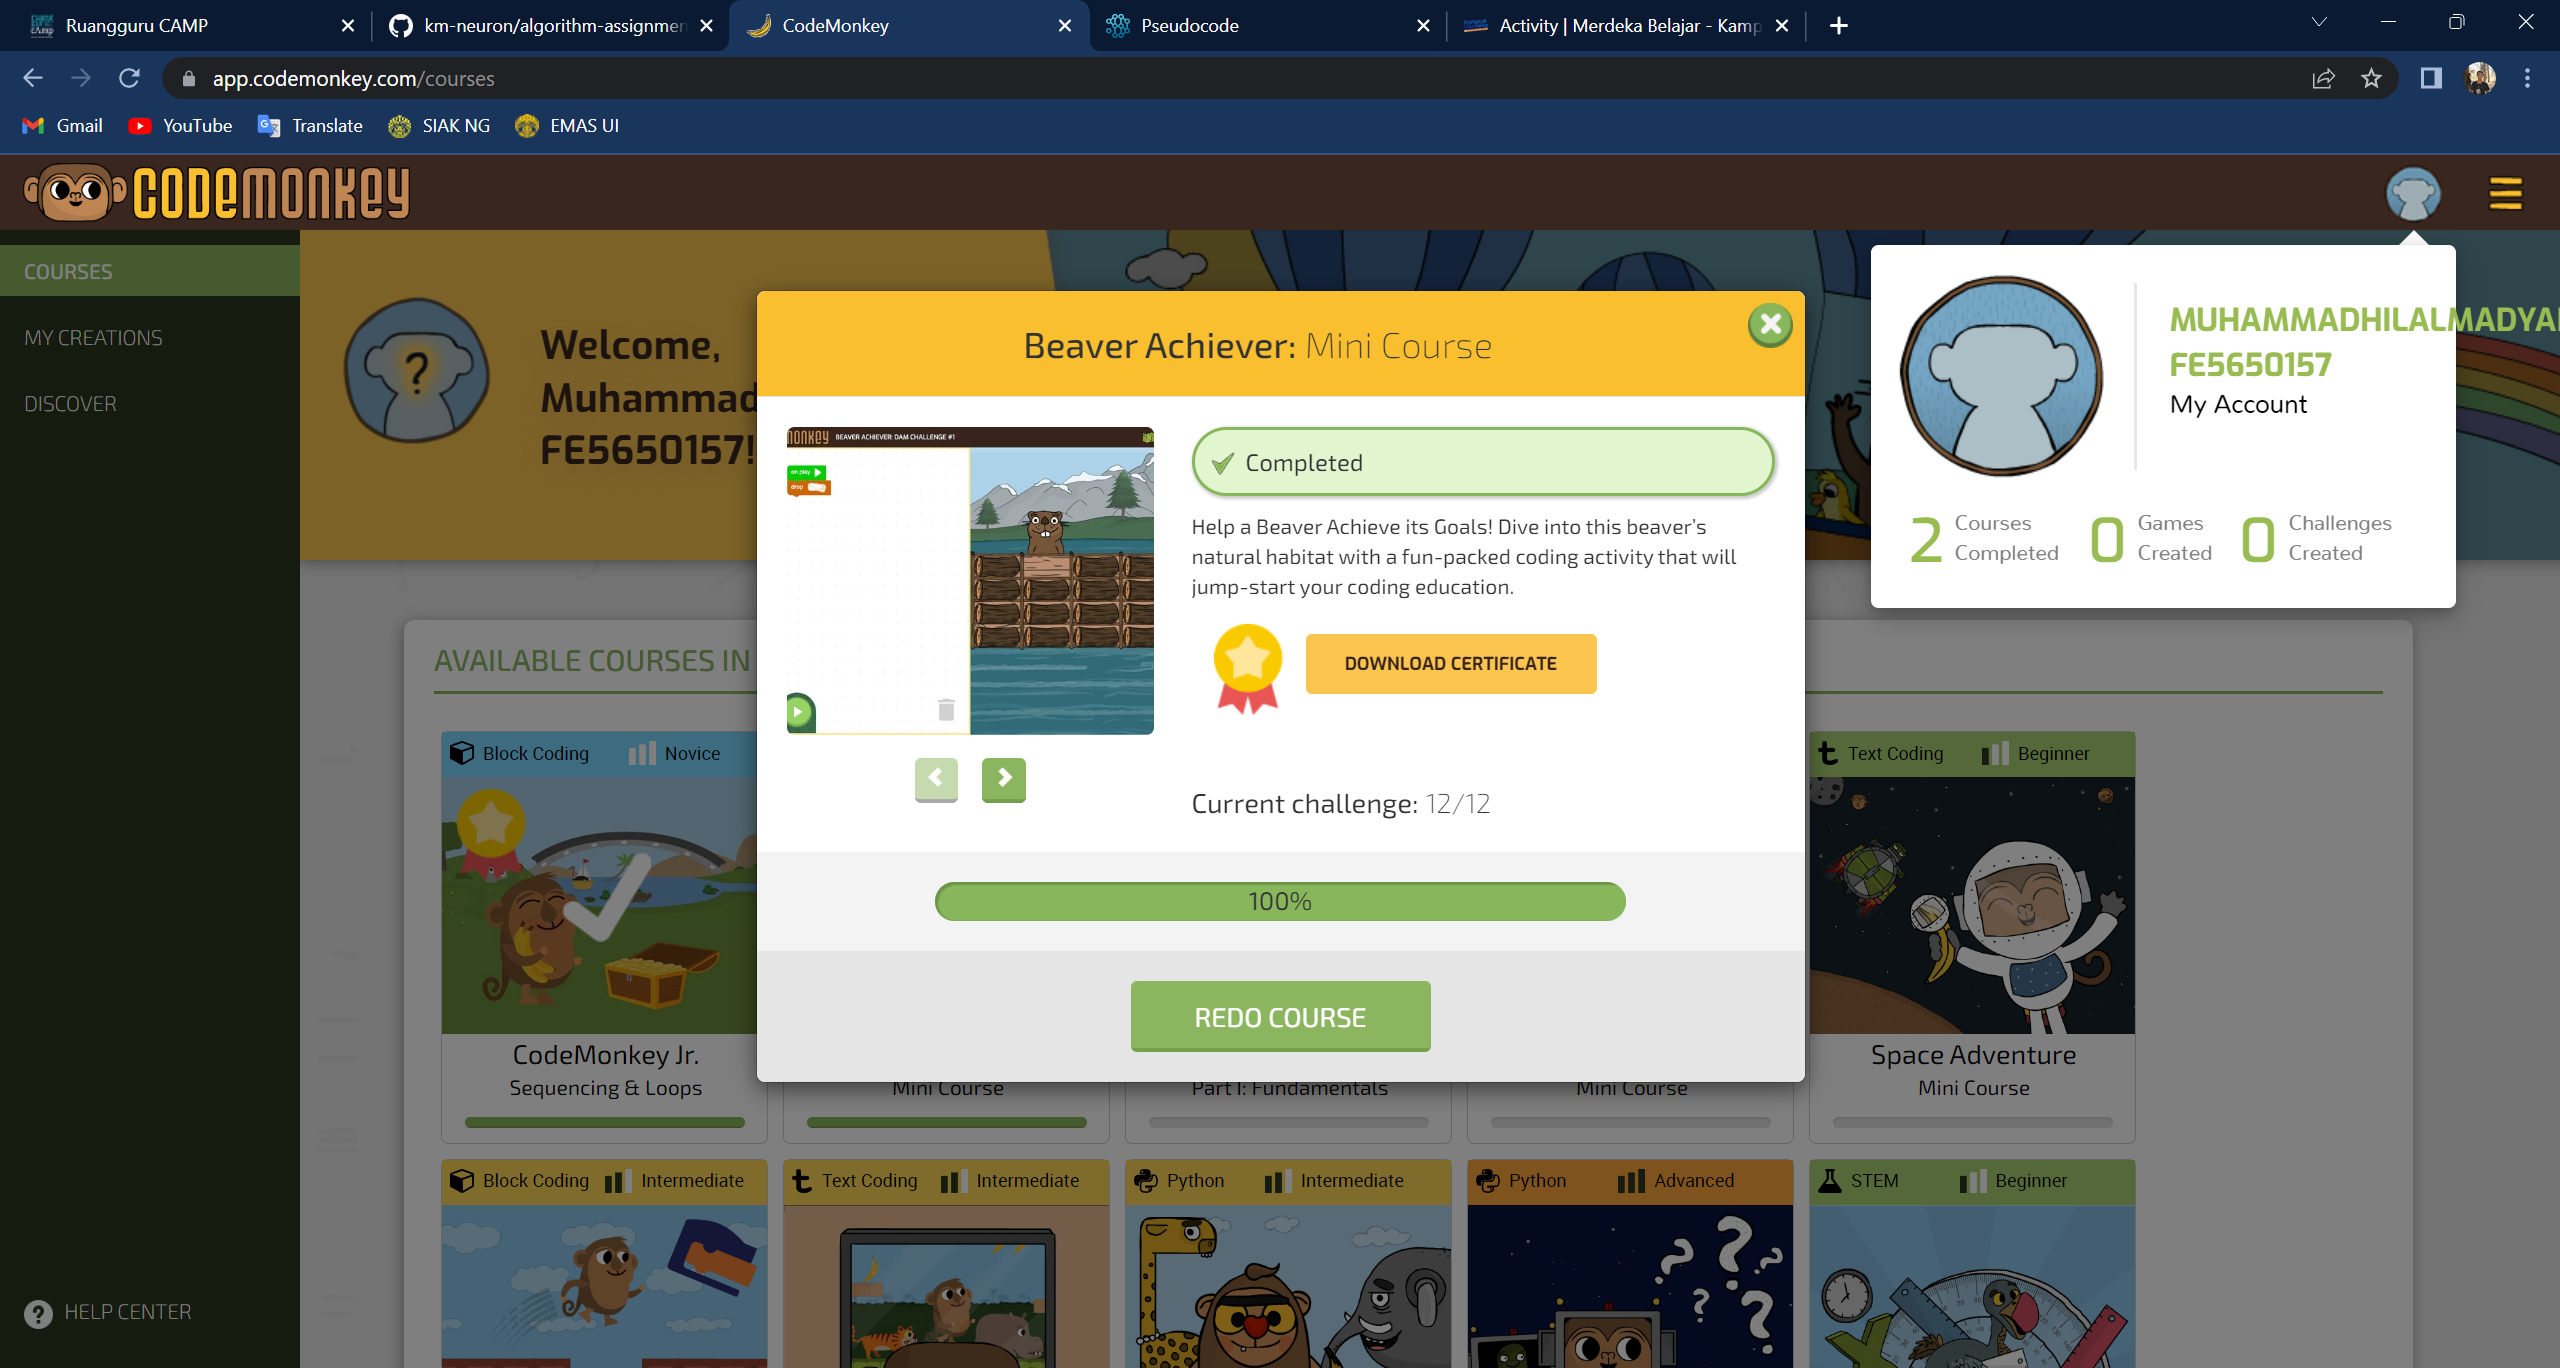 Ruangguru CAMP
km-neuron/algorithm-assignmen
CodeMonkey
Pseudocode
Activity | Merdeka Belajar - Kamp
app.codemonkey.com/courses
Gmail
YouTube
Translate
SIAK NG
EMAS UI
CODEMONKEY
COURSES
MY CREATIONS
DISCOVER
HELP CENTER
Welcome,
Muhammad
FE5650157!
MUHAMMADHILALMADYA
FE5650157
My Account
2 Courses Completed
0 Games Created
0 Challenges Created
Beaver Achiever: Mini Course
MONKEY BEAVER ACHIEVER: DAM CHALLENGE #1
on play
drop
Completed
Help a Beaver Achieve its Goals! Dive into this beaver's
natural habitat with a fun-packed coding activity that will
jump-start your coding education.
DOWNLOAD CERTIFICATE
Current challenge: 12/12
100%
REDO COURSE
AVAILABLE COURSES IN
Block Coding Novice
CodeMonkey Jr.
Sequencing & Loops
Mini Course
Part 1: Fundamentals
Mini Course
Text Coding Beginner
Space Adventure
Mini Course
Block Coding Intermediate
Text Coding Intermediate
Python Intermediate
Python Advanced
STEM Beginner